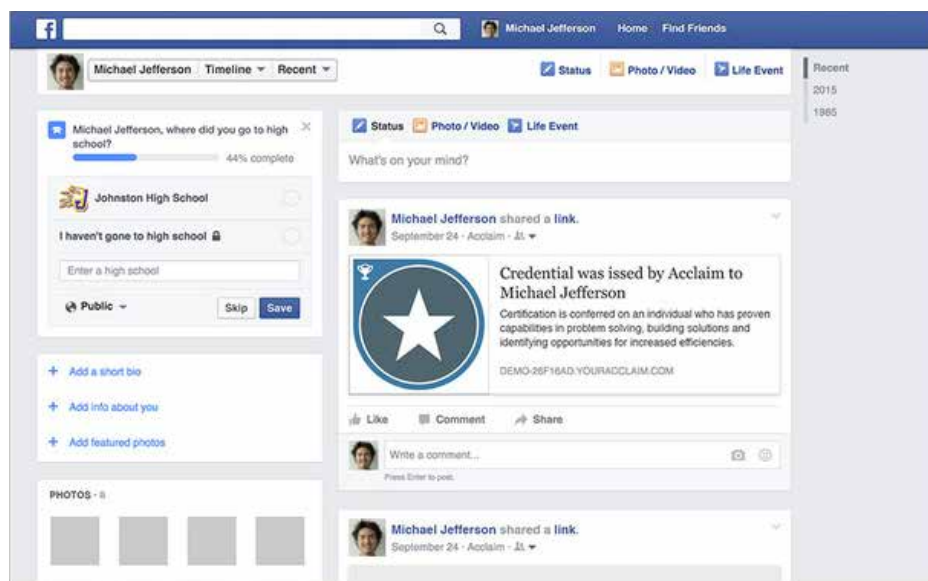 f
Michael Jefferson Home Find Friends
Michael Jefferson Timeline Recent
Status Photo / Video Life Event
Recent
2015
1985
Michael Jefferson, where did you go to high
school?
44% complete
Johnston High School
I haven't gone to high school
Enter a high school
Public Skip Save
+ Add a short bio
+ Add info about you
+ Add featured photos
PHOTOS · 8
Status Photo / Video Life Event
What's on your mind?
Michael Jefferson shared a link.
September 24 · Acclaim ·
Credential was issed by Acclaim to
Michael Jefferson
Certification is conferred on an individual who has proven
capabilities in problem solving, building solutions and
identifying opportunities for increased efficiencies.
DEMO-26F16AD.YOURACCLAIM.COM
Like Comment Share
Write a comment...
Press Enter to post.
Michael Jefferson shared a link.
September 24 · Acclaim ·